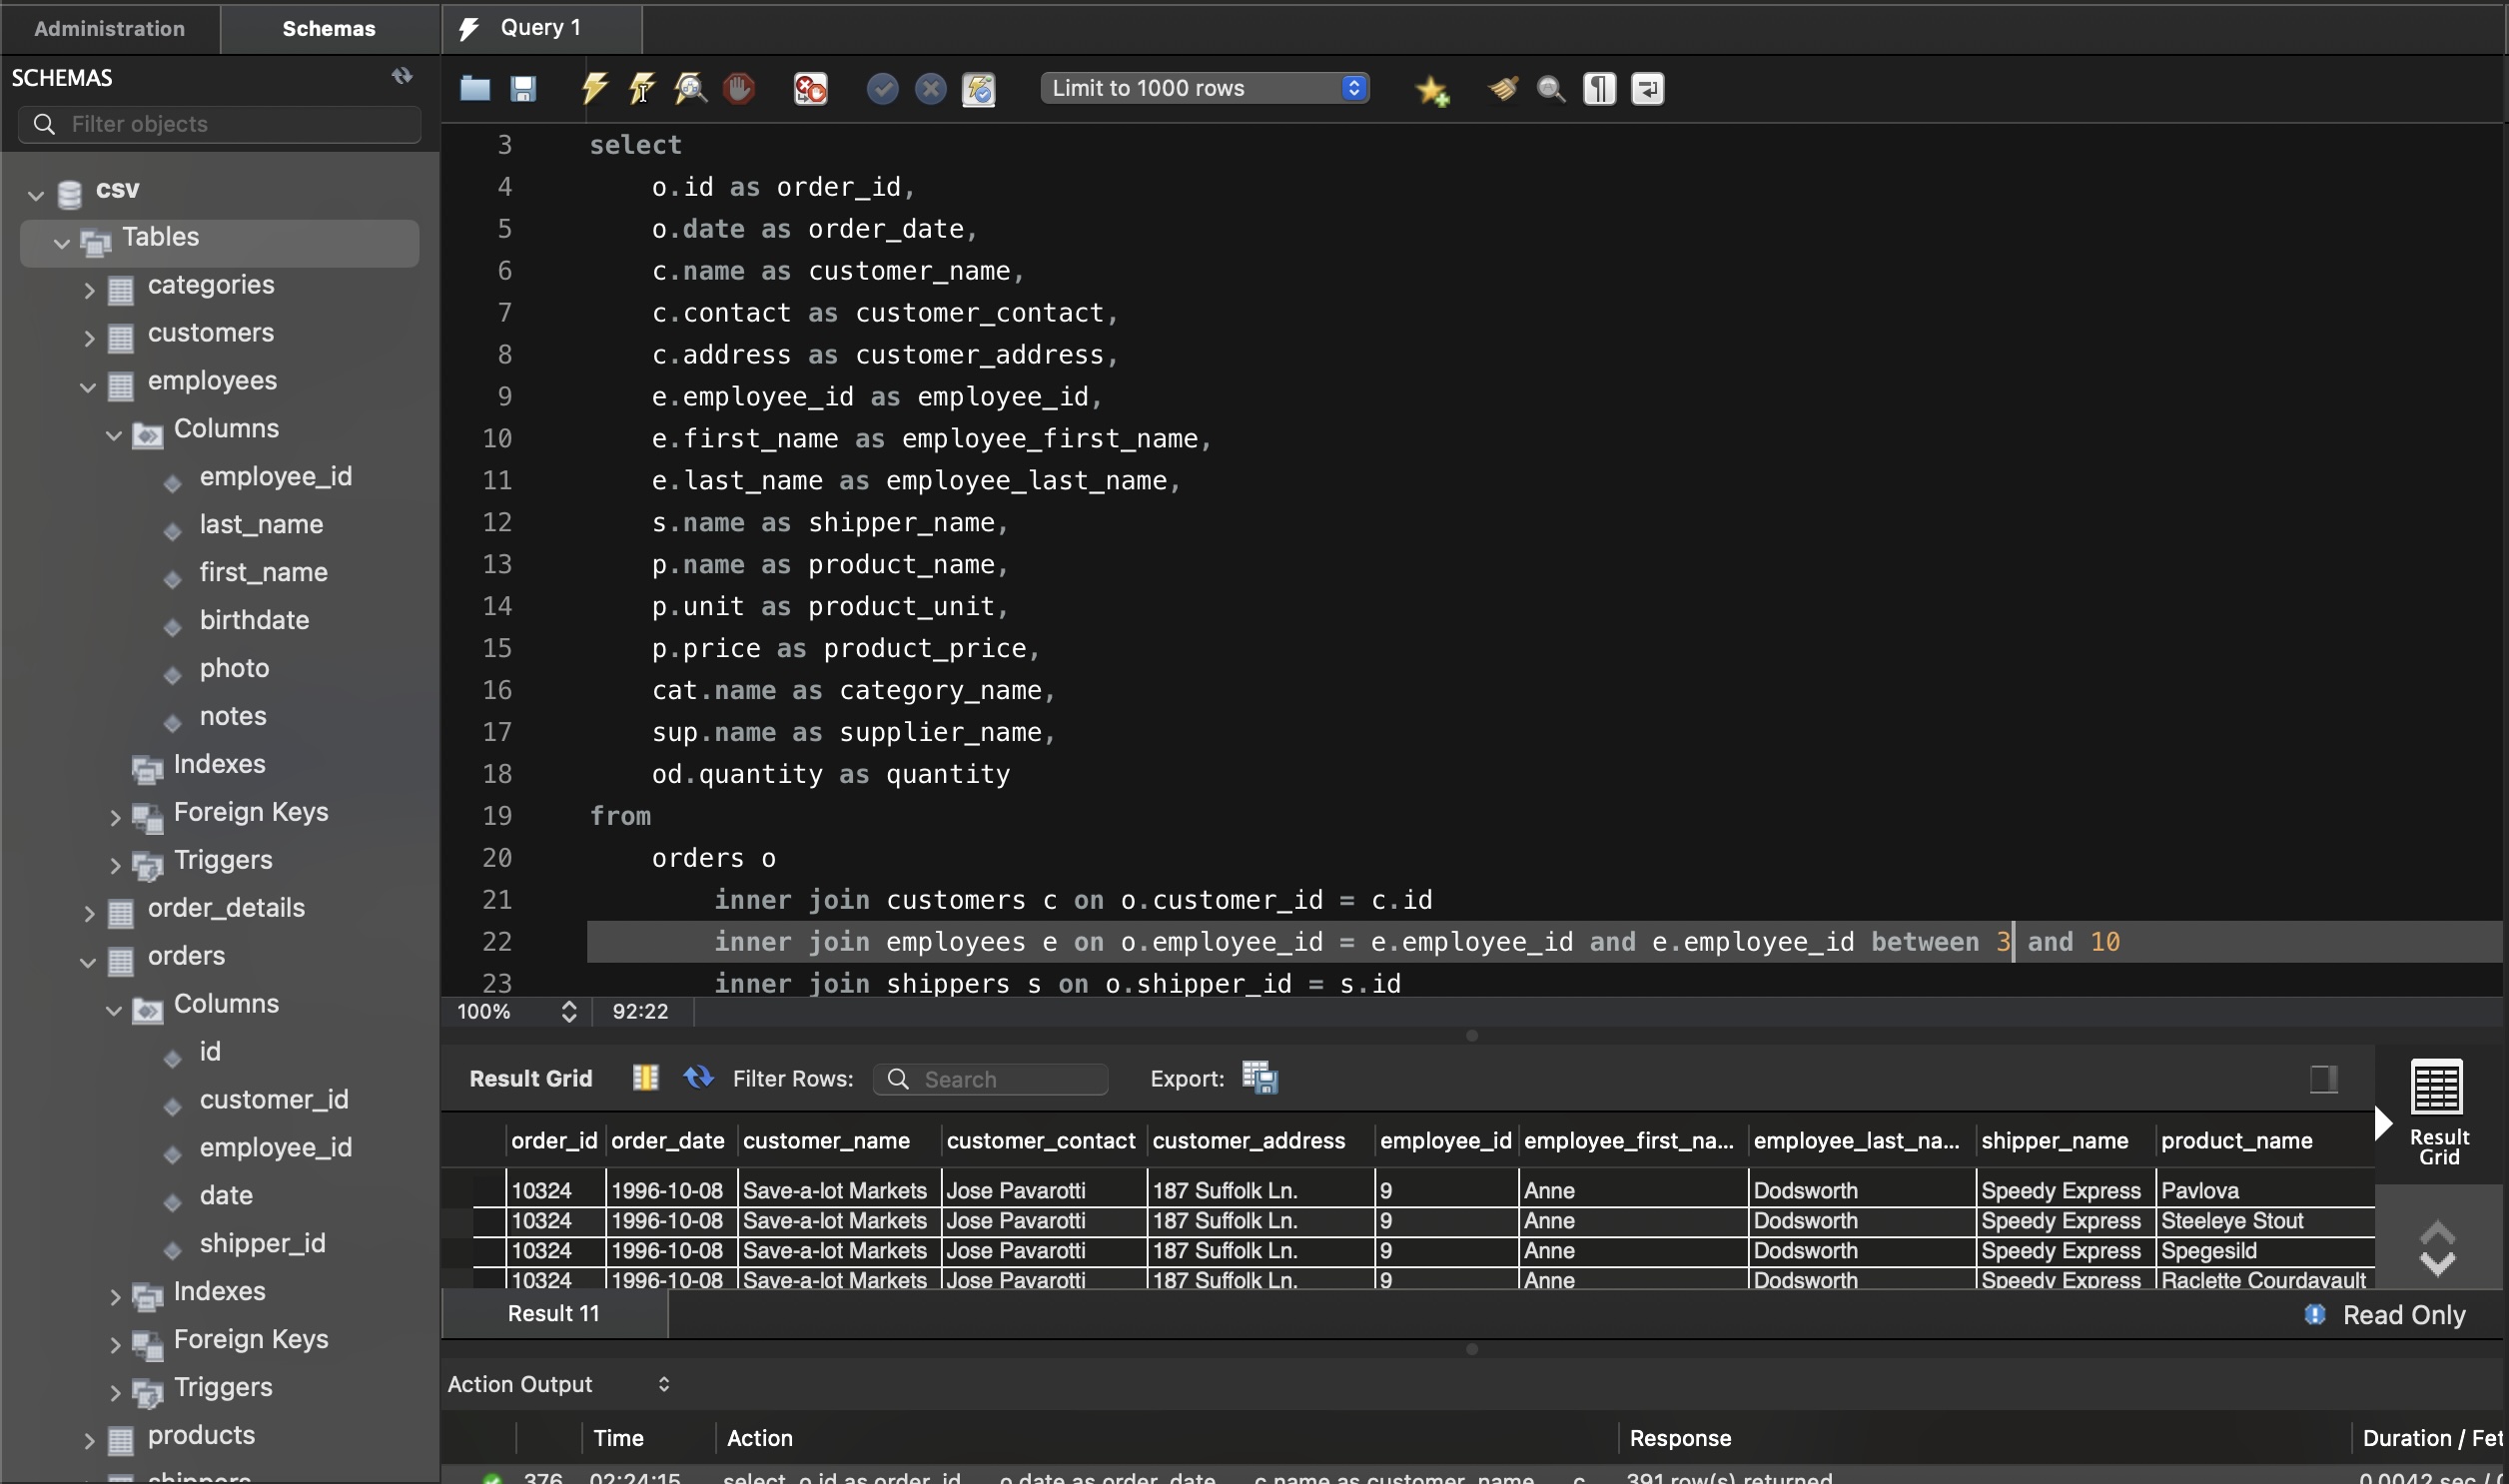 Administration
Schemas
Query 1
SCHEMAS
Filter objects
Limit to 1000 rows
csv
Tables
categories
customers
employees
Columns
employee_id
last_name
first_name
birthdate
photo
notes
Indexes
Foreign Keys
Triggers
order_details
orders
Columns
id
customer_id
employee_id
date
shipper_id
Indexes
Foreign Keys
Triggers
products
shippers
3 select
4 o.id as order_id,
5 o.date as order_date,
6 c.name as customer_name,
7 c.contact as customer_contact,
8 c.address as customer_address,
9 e.employee_id as employee_id,
10 e.first_name as employee_first_name,
11 e.last_name as employee_last_name,
12 s.name as shipper_name,
13 p.name as product_name,
14 p.unit as product_unit,
15 p.price as product_price,
16 cat.name as category_name,
17 sup.name as supplier_name,
18 od.quantity as quantity
19 from
20 orders o
21 inner join customers c on o.customer_id = c.id
22 inner join employees e on o.employee_id = e.employee_id and e.employee_id between 3 and 10
23 inner join shippers s on o.shipper_id = s.id
100% 92:22
Result Grid Filter Rows: Search Export:
order_id order_date customer_name customer_contact customer_address employee_id employee_first_na... employee_last_na... shipper_name product_name
10324 1996-10-08 Save-a-lot Markets Jose Pavarotti 187 Suffolk Ln. 9 Anne Dodsworth Speedy Express Pavlova
10324 1996-10-08 Save-a-lot Markets Jose Pavarotti 187 Suffolk Ln. 9 Anne Dodsworth Speedy Express Steeleye Stout
10324 1996-10-08 Save-a-lot Markets Jose Pavarotti 187 Suffolk Ln. 9 Anne Dodsworth Speedy Express Spegesild
10324 1996-10-08 Save-a-lot Markets Jose Pavarotti 187 Suffolk Ln. 9 Anne Dodsworth Speedy Express Raclette Courdavault
Result
Grid
Result 11
Read Only
Action Output
Time Action Response Duration / Fet
376 02:24:15 select o.id as order_id, o.date as order_date, c.name as customer_name, c. 391 row(s) returned 0.0042 sec /